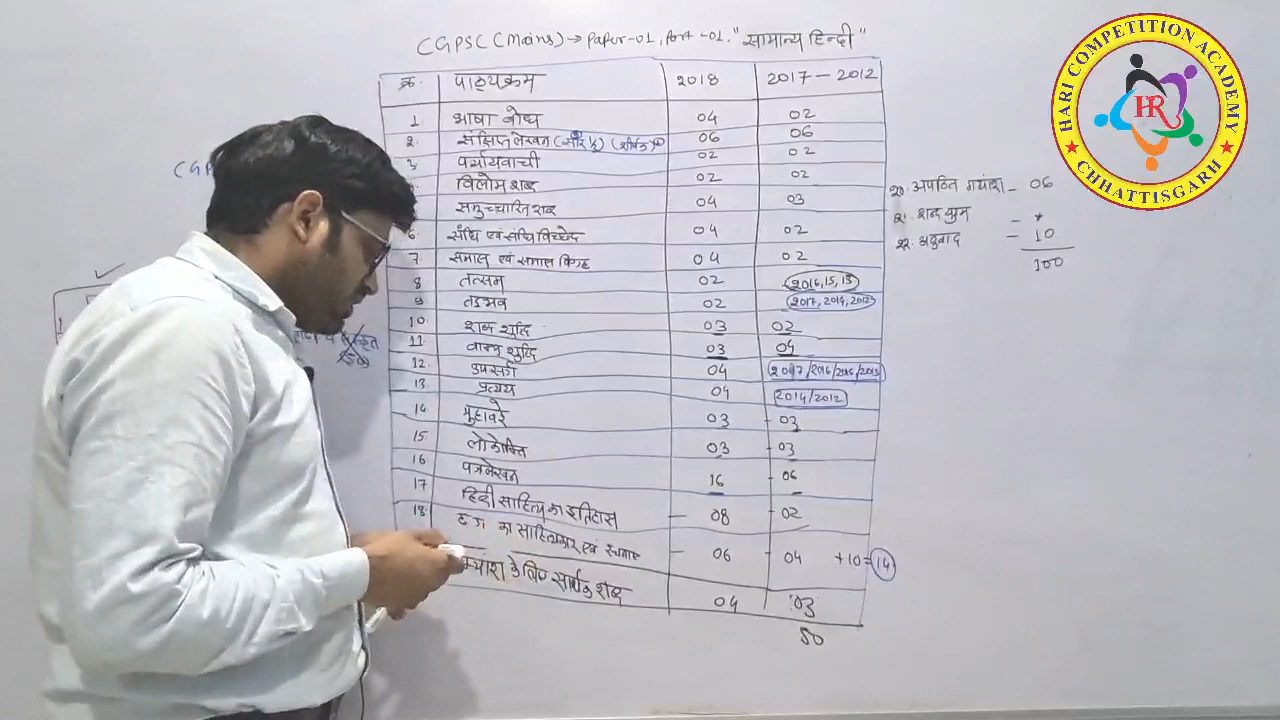 CGPSC (Mains) → Paper-01, Part-01. "सामान्य हिन्दी"
क्र. पाठ्यक्रम 2018 2017 - 2012
1 भाषा बोध 04 02
2. संक्षिप्त लेखन 06 06
3 पर्यायवाची 02 02
विलोम शब्द 02 02
समुच्चारित शब्द 04 03
6. संधि एवं संधि विच्छेद 04 02
7. समास एवं समास विग्रह 04 02
8 तत्सम 02 2016, 15, 13
9 तद्भव 02 2017, 2014, 2012
10. शब्द शुद्धि 03 02
11. वाक्य शुद्धि 03 04
12. उपसर्ग 04 2017/2016/2015/2013
13. प्रत्यय 04 2014/2012
14 मुहावरे 03 - 03
15. लोकोक्ति 03 - 03
16 पत्रलेखन 16 - 06
17 हिंदी साहित्य का इतिहास - 08 - 02
18. छ.ग. का साहित्यकार एवं - 06 - 04 +10=14
के लिए सार्थक शब्द 04 03
50
20. अपठित गद्यांश - 06
21. शब्द क्रम -
22. अनुवाद - 10
100
CG
HARI COMPETITION ACADEMY
HR
CHHATTISGARH